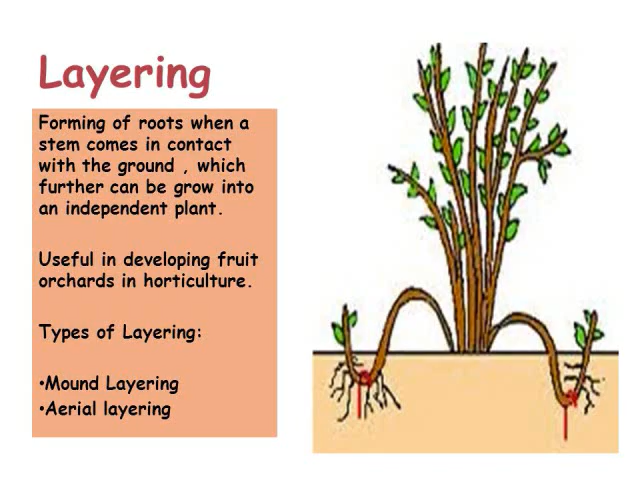 Layering
Forming of roots when a
stem comes in contact
with the ground , which
further can be grow into
an independent plant.
Useful in developing fruit
orchards in horticulture.
Types of Layering:
•Mound Layering
•Aerial layering